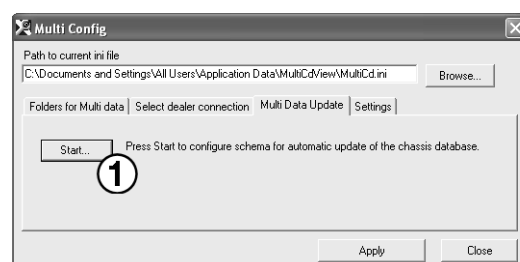 Multi Config
Path to current ini file
C:\Documents and Settings\All Users\Application Data\MultiCdView\MultiCd.ini
Browse...
Folders for Multi data
Select dealer connection
Multi Data Update
Settings
Start...
Press Start to configure schema for automatic update of the chassis database.
1
Apply
Close